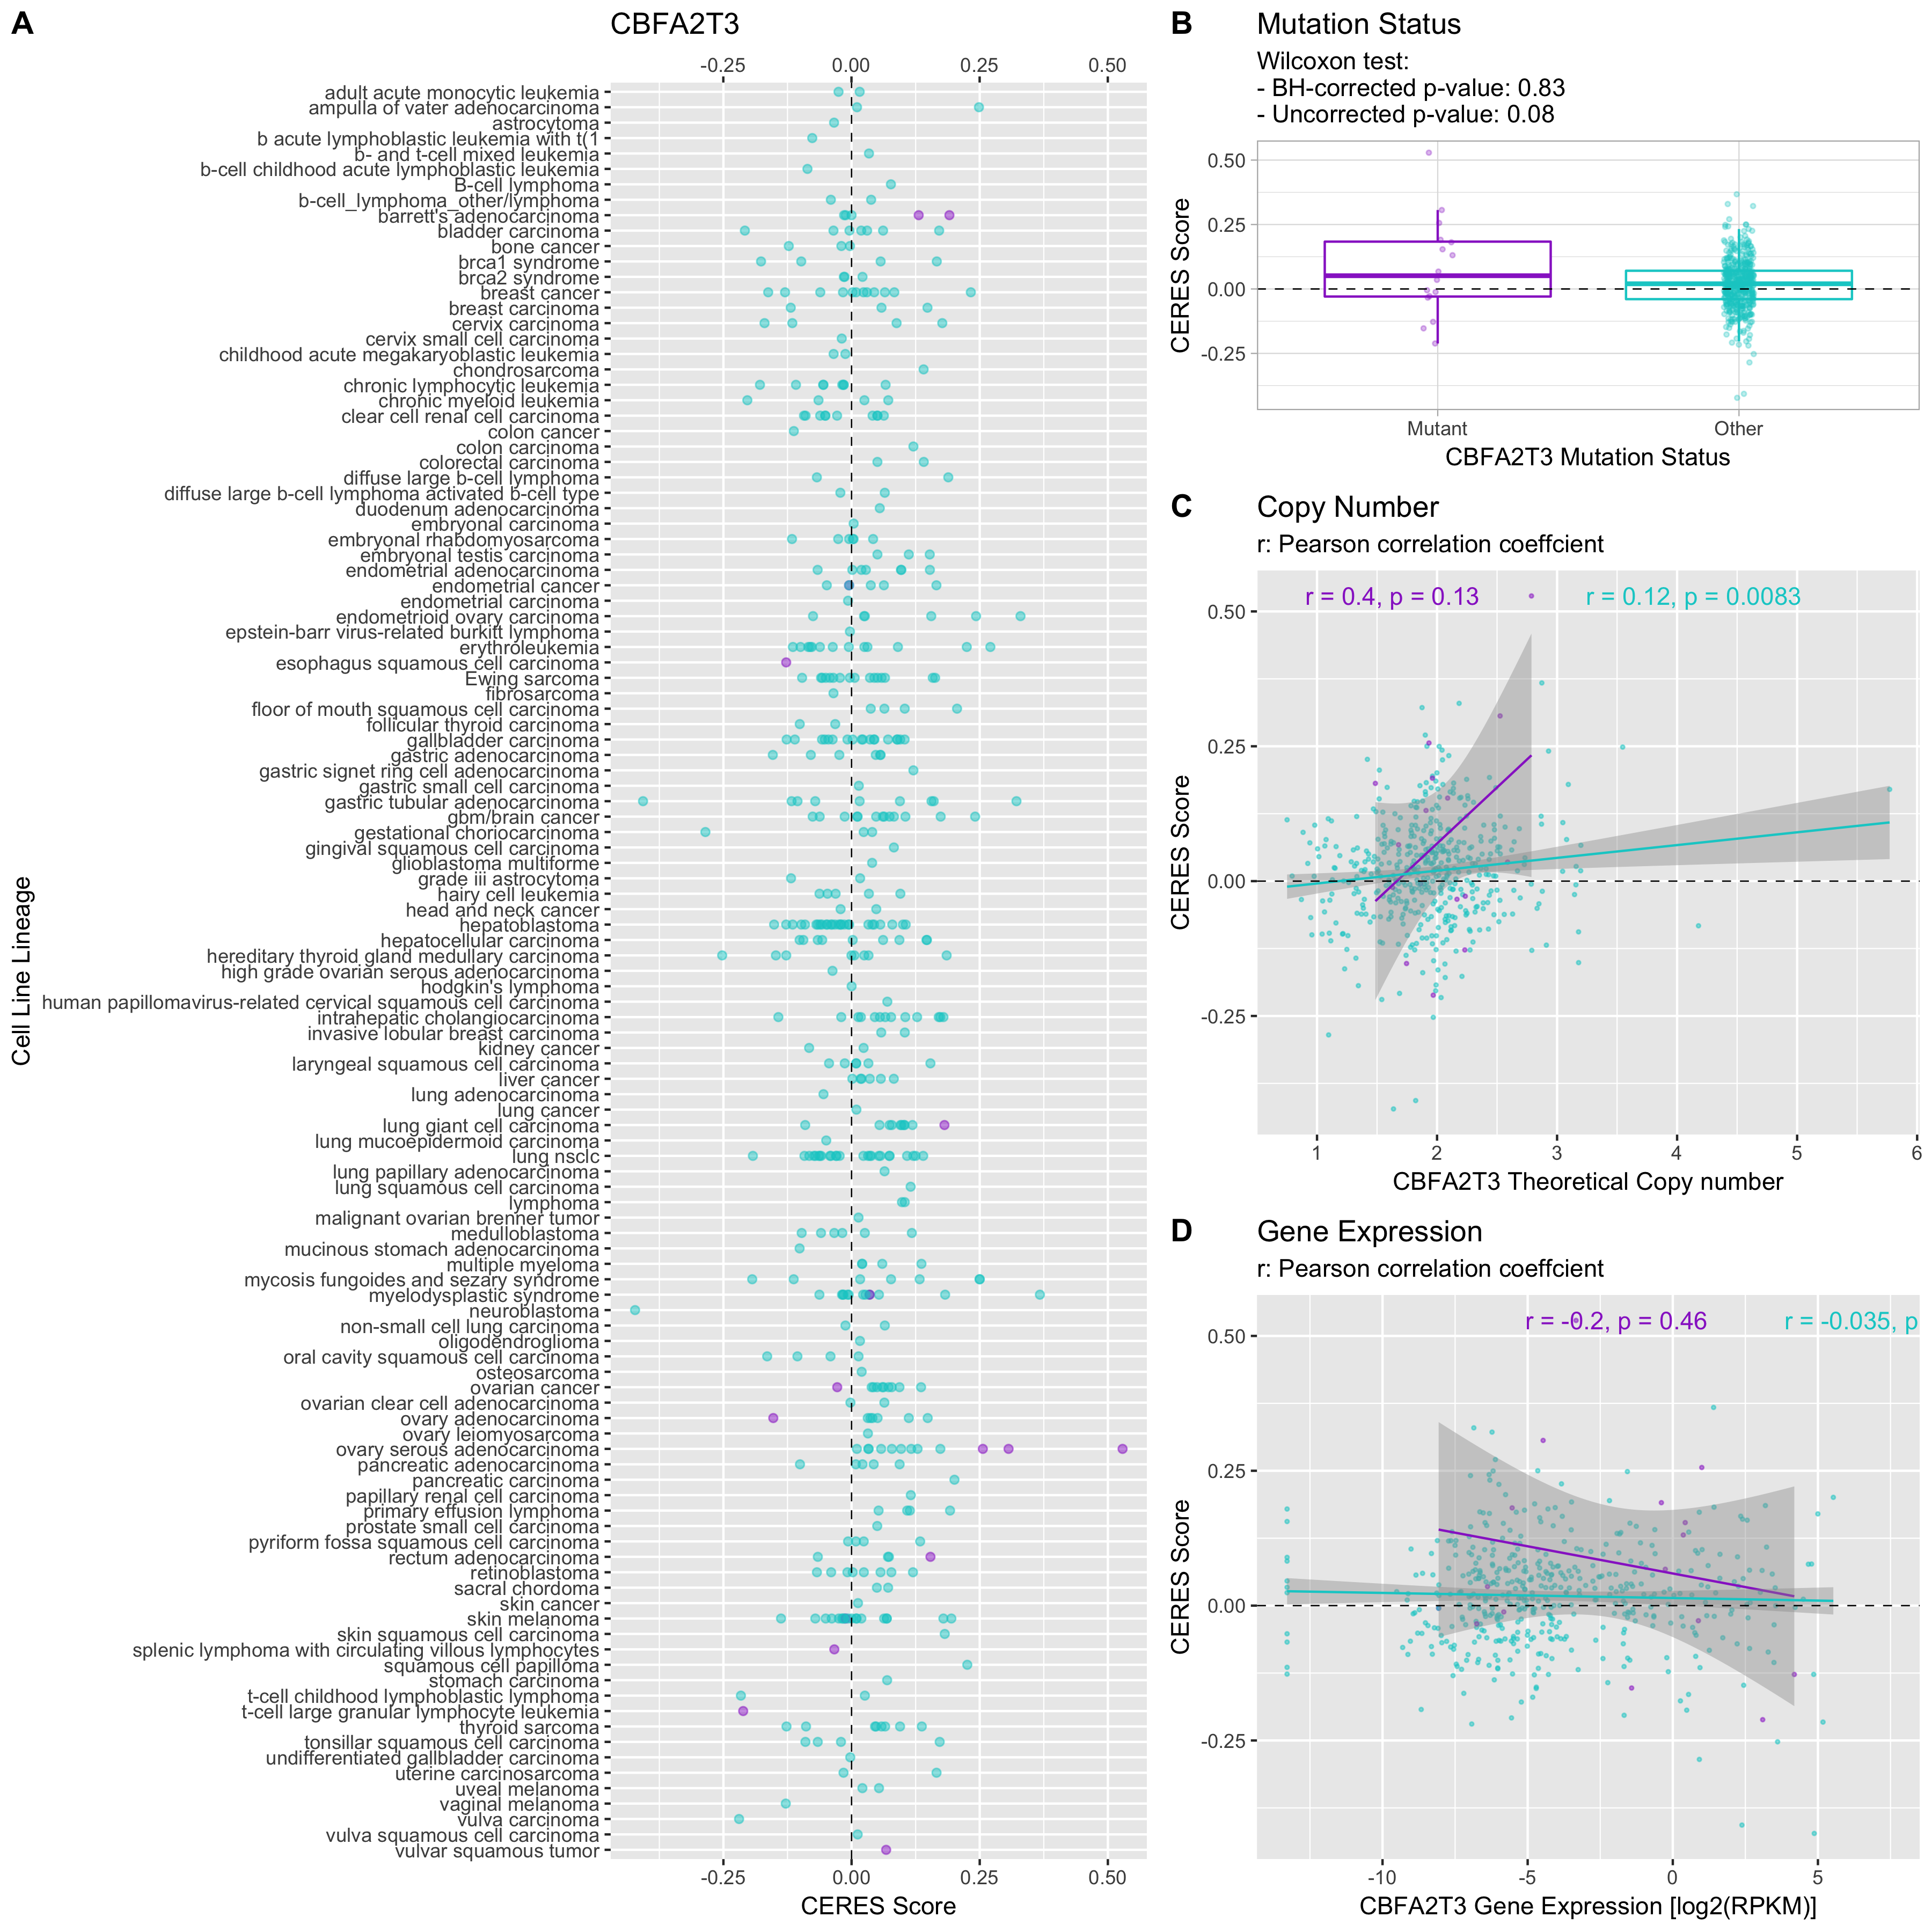 A
CBFA2T3
-0.25 0.00 0.25 0.50
Cell Line Lineage
adult acute monocytic leukemia
ampulla of vater adenocarcinoma
astrocytoma
b acute lymphoblastic leukemia with t(1
b- and t-cell mixed leukemia
b-cell childhood acute lymphoblastic leukemia
B-cell lymphoma
b-cell_lymphoma_other/lymphoma
barrett's adenocarcinoma
bladder carcinoma
bone cancer
brca1 syndrome
brca2 syndrome
breast cancer
breast carcinoma
cervix carcinoma
cervix small cell carcinoma
childhood acute megakaryoblastic leukemia
chondrosarcoma
chronic lymphocytic leukemia
chronic myeloid leukemia
clear cell renal cell carcinoma
colon cancer
colon carcinoma
colorectal carcinoma
diffuse large b-cell lymphoma
diffuse large b-cell lymphoma activated b-cell type
duodenum adenocarcinoma
embryonal carcinoma
embryonal rhabdomyosarcoma
embryonal testis carcinoma
endometrial adenocarcinoma
endometrial cancer
endometrial carcinoma
endometrioid ovary carcinoma
epstein-barr virus-related burkitt lymphoma
erythroleukemia
esophagus squamous cell carcinoma
Ewing sarcoma
fibrosarcoma
floor of mouth squamous cell carcinoma
follicular thyroid carcinoma
gallbladder carcinoma
gastric adenocarcinoma
gastric signet ring cell adenocarcinoma
gastric small cell carcinoma
gastric tubular adenocarcinoma
gbm/brain cancer
gestational choriocarcinoma
gingival squamous cell carcinoma
glioblastoma multiforme
grade iii astrocytoma
hairy cell leukemia
head and neck cancer
hepatoblastoma
hepatocellular carcinoma
hereditary thyroid gland medullary carcinoma
high grade ovarian serous adenocarcinoma
hodgkin's lymphoma
human papillomavirus-related cervical squamous cell carcinoma
intrahepatic cholangiocarcinoma
invasive lobular breast carcinoma
kidney cancer
laryngeal squamous cell carcinoma
liver cancer
lung adenocarcinoma
lung cancer
lung giant cell carcinoma
lung mucoepidermoid carcinoma
lung nsclc
lung papillary adenocarcinoma
lung squamous cell carcinoma
lymphoma
malignant ovarian brenner tumor
medulloblastoma
mucinous stomach adenocarcinoma
multiple myeloma
mycosis fungoides and sezary syndrome
myelodysplastic syndrome
neuroblastoma
non-small cell lung carcinoma
oligodendroglioma
oral cavity squamous cell carcinoma
osteosarcoma
ovarian cancer
ovarian clear cell adenocarcinoma
ovary adenocarcinoma
ovary leiomyosarcoma
ovary serous adenocarcinoma
pancreatic adenocarcinoma
pancreatic carcinoma
papillary renal cell carcinoma
primary effusion lymphoma
prostate small cell carcinoma
pyriform fossa squamous cell carcinoma
rectum adenocarcinoma
retinoblastoma
sacral chordoma
skin cancer
skin melanoma
skin squamous cell carcinoma
splenic lymphoma with circulating villous lymphocytes
squamous cell papilloma
stomach carcinoma
t-cell childhood lymphoblastic lymphoma
t-cell large granular lymphocyte leukemia
thyroid sarcoma
tonsillar squamous cell carcinoma
undifferentiated gallbladder carcinoma
uterine carcinosarcoma
uveal melanoma
vaginal melanoma
vulva carcinoma
vulva squamous cell carcinoma
vulvar squamous tumor
-0.25 0.00 0.25 0.50
CERES Score
B
Mutation Status
Wilcoxon test:
- BH-corrected p-value: 0.83
- Uncorrected p-value: 0.08
CERES Score
0.50
0.25
0.00
-0.25
Mutant Other
CBFA2T3 Mutation Status
C
Copy Number
r: Pearson correlation coeffcient
r = 0.4, p = 0.13 r = 0.12, p = 0.0083
CERES Score
0.50
0.25
0.00
-0.25
1 2 3 4 5 6
CBFA2T3 Theoretical Copy number
D
Gene Expression
r: Pearson correlation coeffcient
r = -0.2, p = 0.46 r = -0.035, p
CERES Score
0.50
0.25
0.00
-0.25
-10 -5 0 5
CBFA2T3 Gene Expression [log2(RPKM)]